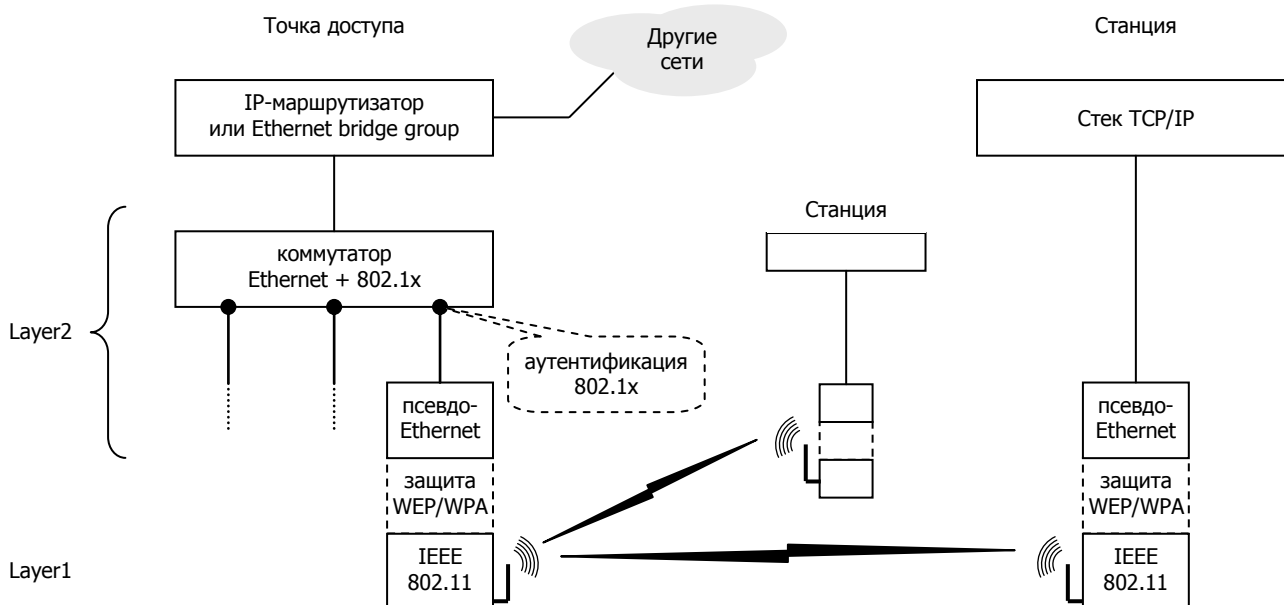 Точка доступа
Другие
сети
Станция
IP-маршрутизатор
или Ethernet bridge group
Стек TCP/IP
Станция
коммутатор
Ethernet + 802.1x
Layer2
аутентификация
802.1x
псевдо-
Ethernet
псевдо-
Ethernet
защита
WEP/WPA
защита
WEP/WPA
Layer1
IEEE
802.11
IEEE
802.11